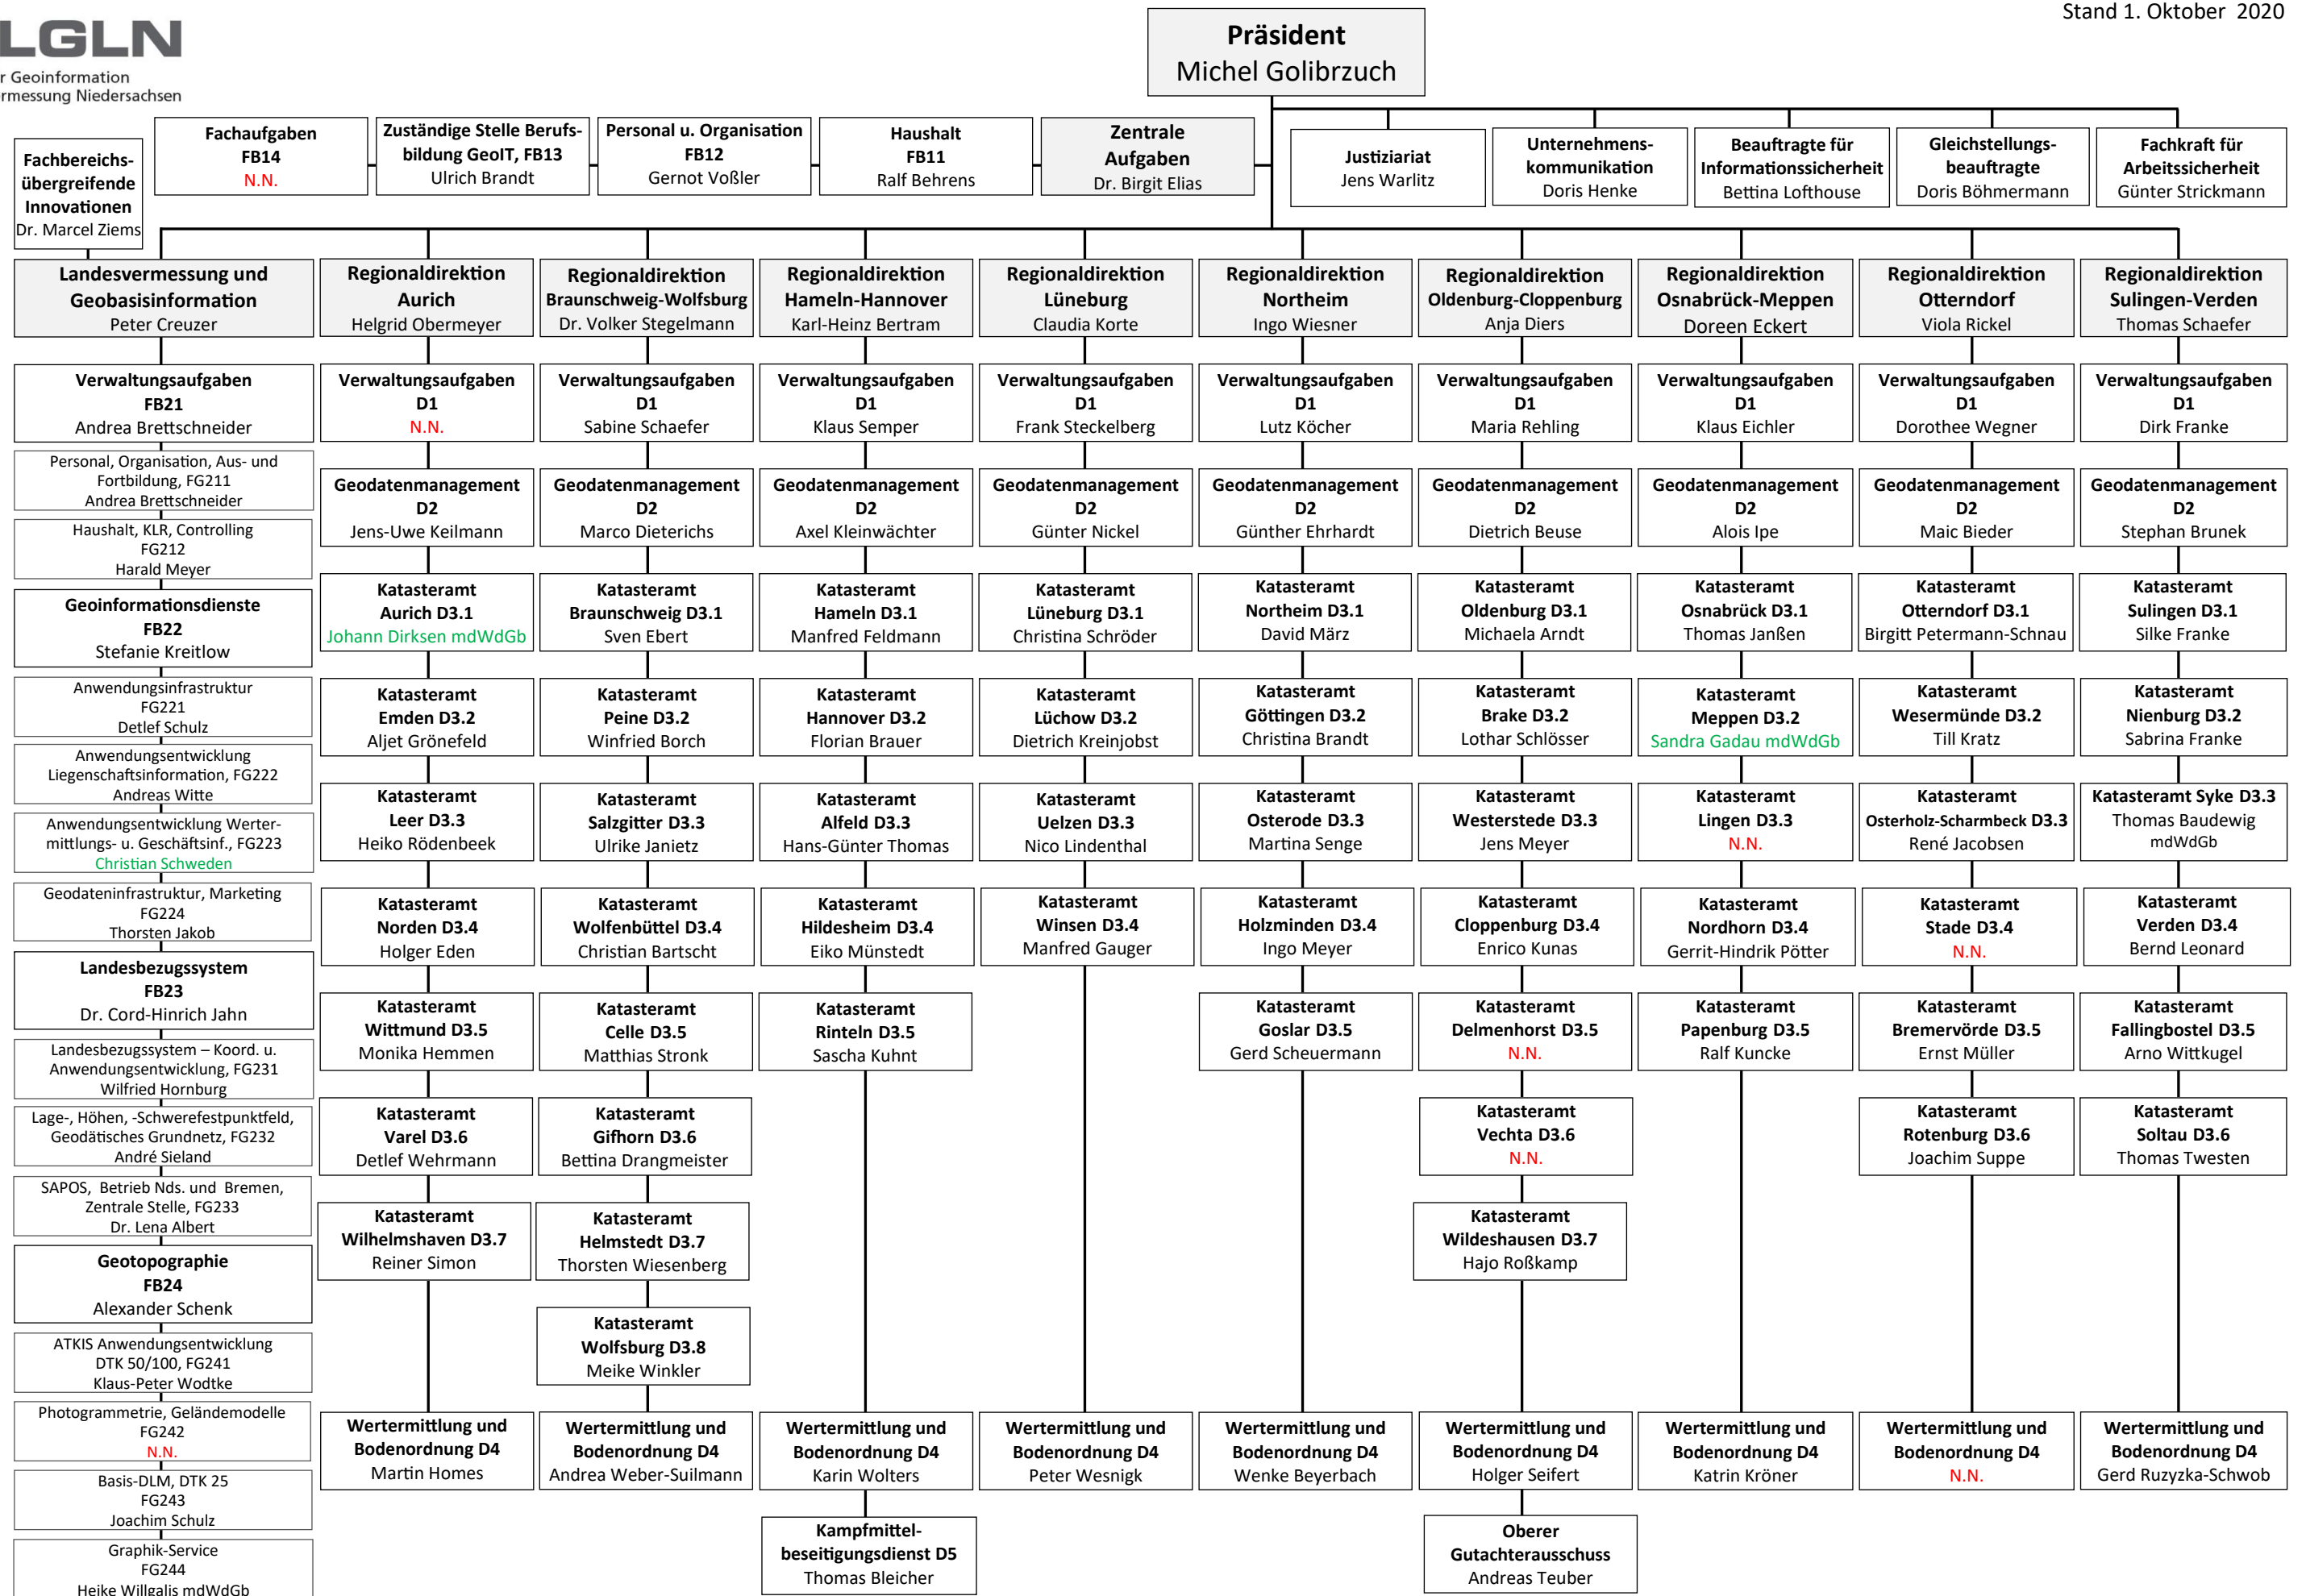 Stand 1. Oktober 2020
LGLN
r Geoinformation
rmessung Niedersachsen
Präsident
Michel Golibrzuch
Fachbereichs-
übergreifende
Innovationen
Dr. Marcel Ziems
Fachaufgaben
FB14
N.N.
Zuständige Stelle Berufs-
bildung GeoIT, FB13
Ulrich Brandt
Personal u. Organisation
FB12
Gernot Voßler
Haushalt
FB11
Ralf Behrens
Zentrale
Aufgaben
Dr. Birgit Elias
Justiziariat
Jens Warlitz
Unternehmens-
kommunikation
Doris Henke
Beauftragte für
Informationssicherheit
Bettina Lofthouse
Gleichstellungs-
beauftragte
Doris Böhmermann
Fachkraft für
Arbeitssicherheit
Günter Strickmann
Landesvermessung und
Geobasisinformation
Peter Creuzer
Verwaltungsaufgaben
FB21
Andrea Brettschneider
Personal, Organisation, Aus- und
Fortbildung, FG211
Andrea Brettschneider
Haushalt, KLR, Controlling
FG212
Harald Meyer
Geoinformationsdienste
FB22
Stefanie Kreitlow
Anwendungsinfrastruktur
FG221
Detlef Schulz
Anwendungsentwicklung
Liegenschaftsinformation, FG222
Andreas Witte
Anwendungsentwicklung Werter-
mittlungs- u. Geschäftsinf., FG223
Christian Schweden
Geodateninfrastruktur, Marketing
FG224
Thorsten Jakob
Landesbezugssystem
FB23
Dr. Cord-Hinrich Jahn
Landesbezugssystem – Koord. u.
Anwendungsentwicklung, FG231
Wilfried Hornburg
Lage-, Höhen, -Schwerefestpunktfeld,
Geodätisches Grundnetz, FG232
André Sieland
SAPOS, Betrieb Nds. und Bremen,
Zentrale Stelle, FG233
Dr. Lena Albert
Geotopographie
FB24
Alexander Schenk
ATKIS Anwendungsentwicklung
DTK 50/100, FG241
Klaus-Peter Wodtke
Photogrammetrie, Geländemodelle
FG242
N.N.
Basis-DLM, DTK 25
FG243
Joachim Schulz
Graphik-Service
FG244
Heike Willgalis mdWdGb
Regionaldirektion
Aurich
Helgrid Obermeyer
Verwaltungsaufgaben
D1
N.N.
Geodatenmanagement
D2
Jens-Uwe Keilmann
Katasteramt
Aurich D3.1
Johann Dirksen mdWdGb
Katasteramt
Emden D3.2
Aljet Grönefeld
Katasteramt
Leer D3.3
Heiko Rödenbeek
Katasteramt
Norden D3.4
Holger Eden
Katasteramt
Wittmund D3.5
Monika Hemmen
Katasteramt
Varel D3.6
Detlef Wehrmann
Katasteramt
Wilhelmshaven D3.7
Reiner Simon
Wertermittlung und
Bodenordnung D4
Martin Homes
Regionaldirektion
Braunschweig-Wolfsburg
Dr. Volker Stegelmann
Verwaltungsaufgaben
D1
Sabine Schaefer
Geodatenmanagement
D2
Marco Dieterichs
Katasteramt
Braunschweig D3.1
Sven Ebert
Katasteramt
Peine D3.2
Winfried Borch
Katasteramt
Salzgitter D3.3
Ulrike Janietz
Katasteramt
Wolfenbüttel D3.4
Christian Bartscht
Katasteramt
Celle D3.5
Matthias Stronk
Katasteramt
Gifhorn D3.6
Bettina Drangmeister
Katasteramt
Helmstedt D3.7
Thorsten Wiesenberg
Katasteramt
Wolfsburg D3.8
Meike Winkler
Wertermittlung und
Bodenordnung D4
Andrea Weber-Suilmann
Regionaldirektion
Hameln-Hannover
Karl-Heinz Bertram
Verwaltungsaufgaben
D1
Klaus Semper
Geodatenmanagement
D2
Axel Kleinwächter
Katasteramt
Hameln D3.1
Manfred Feldmann
Katasteramt
Hannover D3.2
Florian Brauer
Katasteramt
Alfeld D3.3
Hans-Günter Thomas
Katasteramt
Hildesheim D3.4
Eiko Münstedt
Katasteramt
Rinteln D3.5
Sascha Kuhnt
Wertermittlung und
Bodenordnung D4
Karin Wolters
Kampfmittel-
beseitigungsdienst D5
Thomas Bleicher
Regionaldirektion
Lüneburg
Claudia Korte
Verwaltungsaufgaben
D1
Frank Steckelberg
Geodatenmanagement
D2
Günter Nickel
Katasteramt
Lüneburg D3.1
Christina Schröder
Katasteramt
Lüchow D3.2
Dietrich Kreinjobst
Katasteramt
Uelzen D3.3
Nico Lindenthal
Katasteramt
Winsen D3.4
Manfred Gauger
Wertermittlung und
Bodenordnung D4
Peter Wesnigk
Regionaldirektion
Northeim
Ingo Wiesner
Verwaltungsaufgaben
D1
Lutz Köcher
Geodatenmanagement
D2
Günther Ehrhardt
Katasteramt
Northeim D3.1
David März
Katasteramt
Göttingen D3.2
Christina Brandt
Katasteramt
Osterode D3.3
Martina Senge
Katasteramt
Holzminden D3.4
Ingo Meyer
Katasteramt
Goslar D3.5
Gerd Scheuermann
Wertermittlung und
Bodenordnung D4
Wenke Beyerbach
Regionaldirektion
Oldenburg-Cloppenburg
Anja Diers
Verwaltungsaufgaben
D1
Maria Rehling
Geodatenmanagement
D2
Dietrich Beuse
Katasteramt
Oldenburg D3.1
Michaela Arndt
Katasteramt
Brake D3.2
Lothar Schlösser
Katasteramt
Westerstede D3.3
Jens Meyer
Katasteramt
Cloppenburg D3.4
Enrico Kunas
Katasteramt
Delmenhorst D3.5
N.N.
Katasteramt
Vechta D3.6
N.N.
Katasteramt
Wildeshausen D3.7
Hajo Roßkamp
Wertermittlung und
Bodenordnung D4
Holger Seifert
Oberer
Gutachterausschuss
Andreas Teuber
Regionaldirektion
Osnabrück-Meppen
Doreen Eckert
Verwaltungsaufgaben
D1
Klaus Eichler
Geodatenmanagement
D2
Alois Ipe
Katasteramt
Osnabrück D3.1
Thomas Janßen
Katasteramt
Meppen D3.2
Sandra Gadau mdWdGb
Katasteramt
Lingen D3.3
N.N.
Katasteramt
Nordhorn D3.4
Gerrit-Hindrik Pötter
Katasteramt
Papenburg D3.5
Ralf Kuncke
Wertermittlung und
Bodenordnung D4
Katrin Kröner
Regionaldirektion
Otterndorf
Viola Rickel
Verwaltungsaufgaben
D1
Dorothee Wegner
Geodatenmanagement
D2
Maic Bieder
Katasteramt
Otterndorf D3.1
Birgitt Petermann-Schnau
Katasteramt
Wesermünde D3.2
Till Kratz
Katasteramt
Osterholz-Scharmbeck D3.3
René Jacobsen
Katasteramt
Stade D3.4
N.N.
Katasteramt
Bremervörde D3.5
Ernst Müller
Katasteramt
Rotenburg D3.6
Joachim Suppe
Wertermittlung und
Bodenordnung D4
N.N.
Regionaldirektion
Sulingen-Verden
Thomas Schaefer
Verwaltungsaufgaben
D1
Dirk Franke
Geodatenmanagement
D2
Stephan Brunek
Katasteramt
Sulingen D3.1
Silke Franke
Katasteramt
Nienburg D3.2
Sabrina Franke
Katasteramt Syke D3.3
Thomas Baudewig
mdWdGb
Katasteramt
Verden D3.4
Bernd Leonard
Katasteramt
Fallingbostel D3.5
Arno Wittkugel
Katasteramt
Soltau D3.6
Thomas Twesten
Wertermittlung und
Bodenordnung D4
Gerd Ruzyzka-Schwob